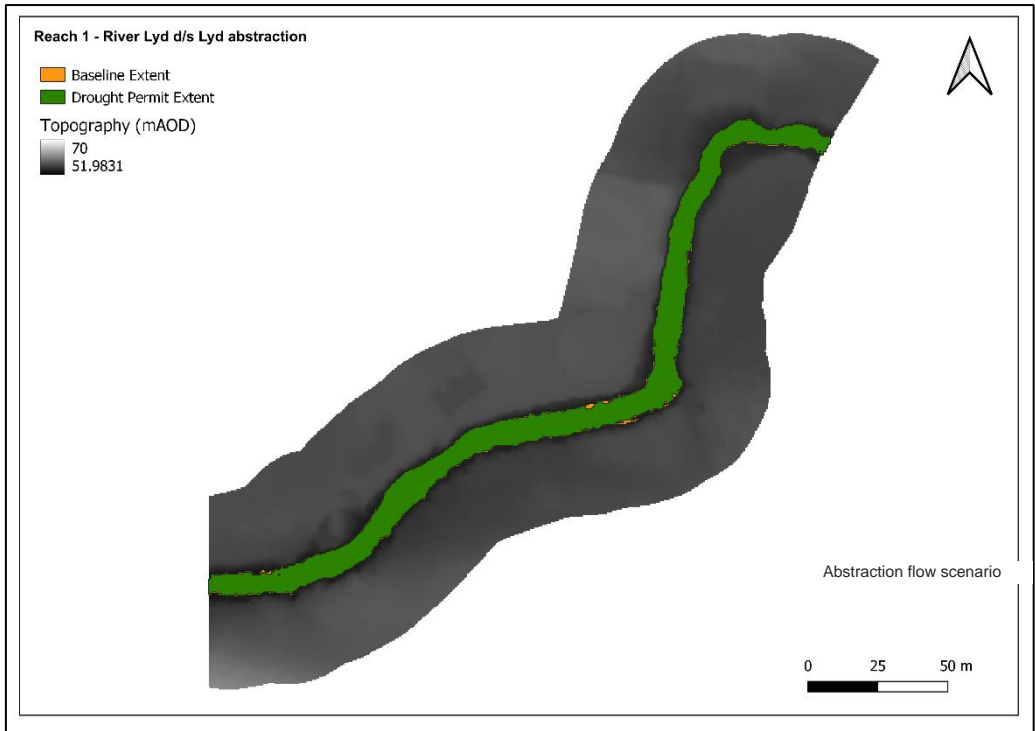 Reach 1 - River Lyd d/s Lyd abstraction
Baseline Extent
Drought Permit Extent
Topography (mAOD)
70
51.9831
Abstraction flow scenario
0 25 50 m